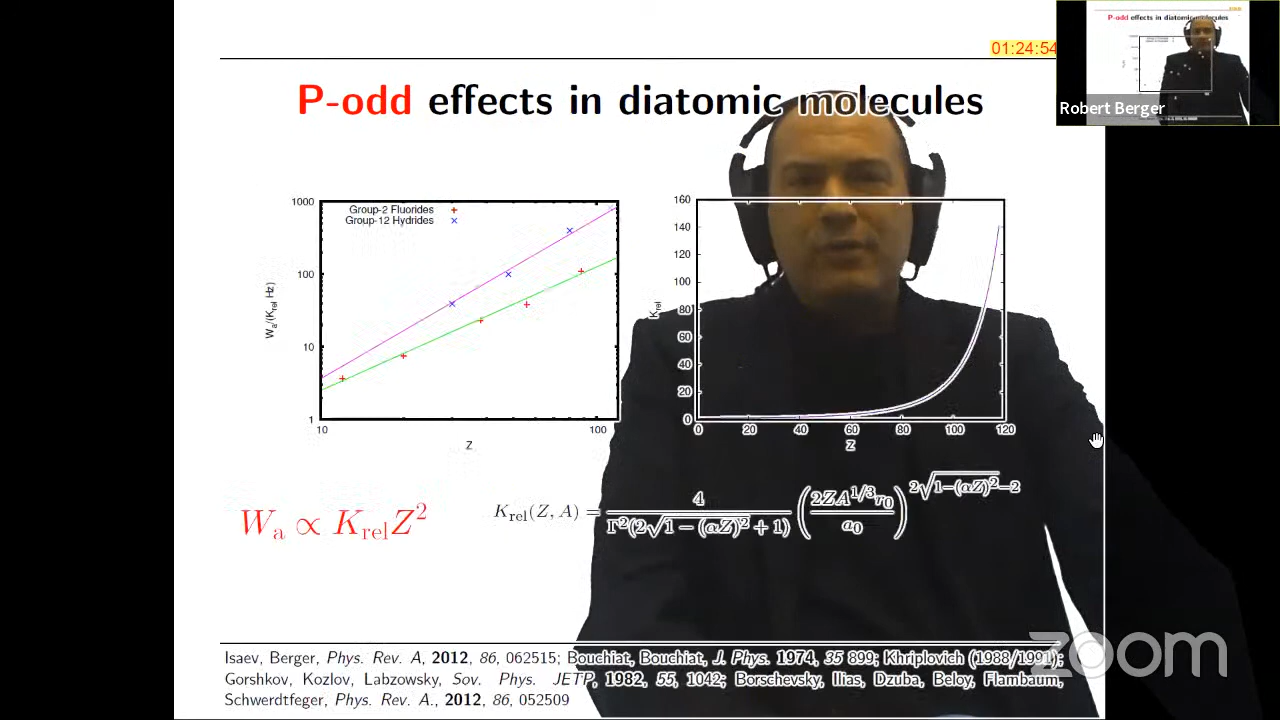 01:24:54
P-odd effects in diatomic molecules
P-odd effects in diatomic molecules
Robert Berger
1000
100
10
1
10
100
Z
W_a/(K_rel Hz)
Group-2 Fluorides
Group-12 Hydrides
160
140
120
100
80
60
40
20
0
0 20 40 60 80 100 120
Z
K_rel
W_a ∝ K_rel Z^2
K_rel(Z, A) = 4 / Γ^2(2√(1 − (αZ)^2) + 1) (2ZA^{1/3}r_0 / a_0)^{2√(1−(αZ)^2)−2}
zoom
Isaev, Berger, Phys. Rev. A, 2012, 86, 062515; Bouchiat, Bouchiat, J. Phys. 1974, 35 899; Khriplovich (1988/1991);
Gorshkov, Kozlov, Labzowsky, Sov. Phys. JETP, 1982, 55, 1042; Borschevsky, Ilias, Dzuba, Beloy, Flambaum,
Schwerdtfeger, Phys. Rev. A., 2012, 86, 052509